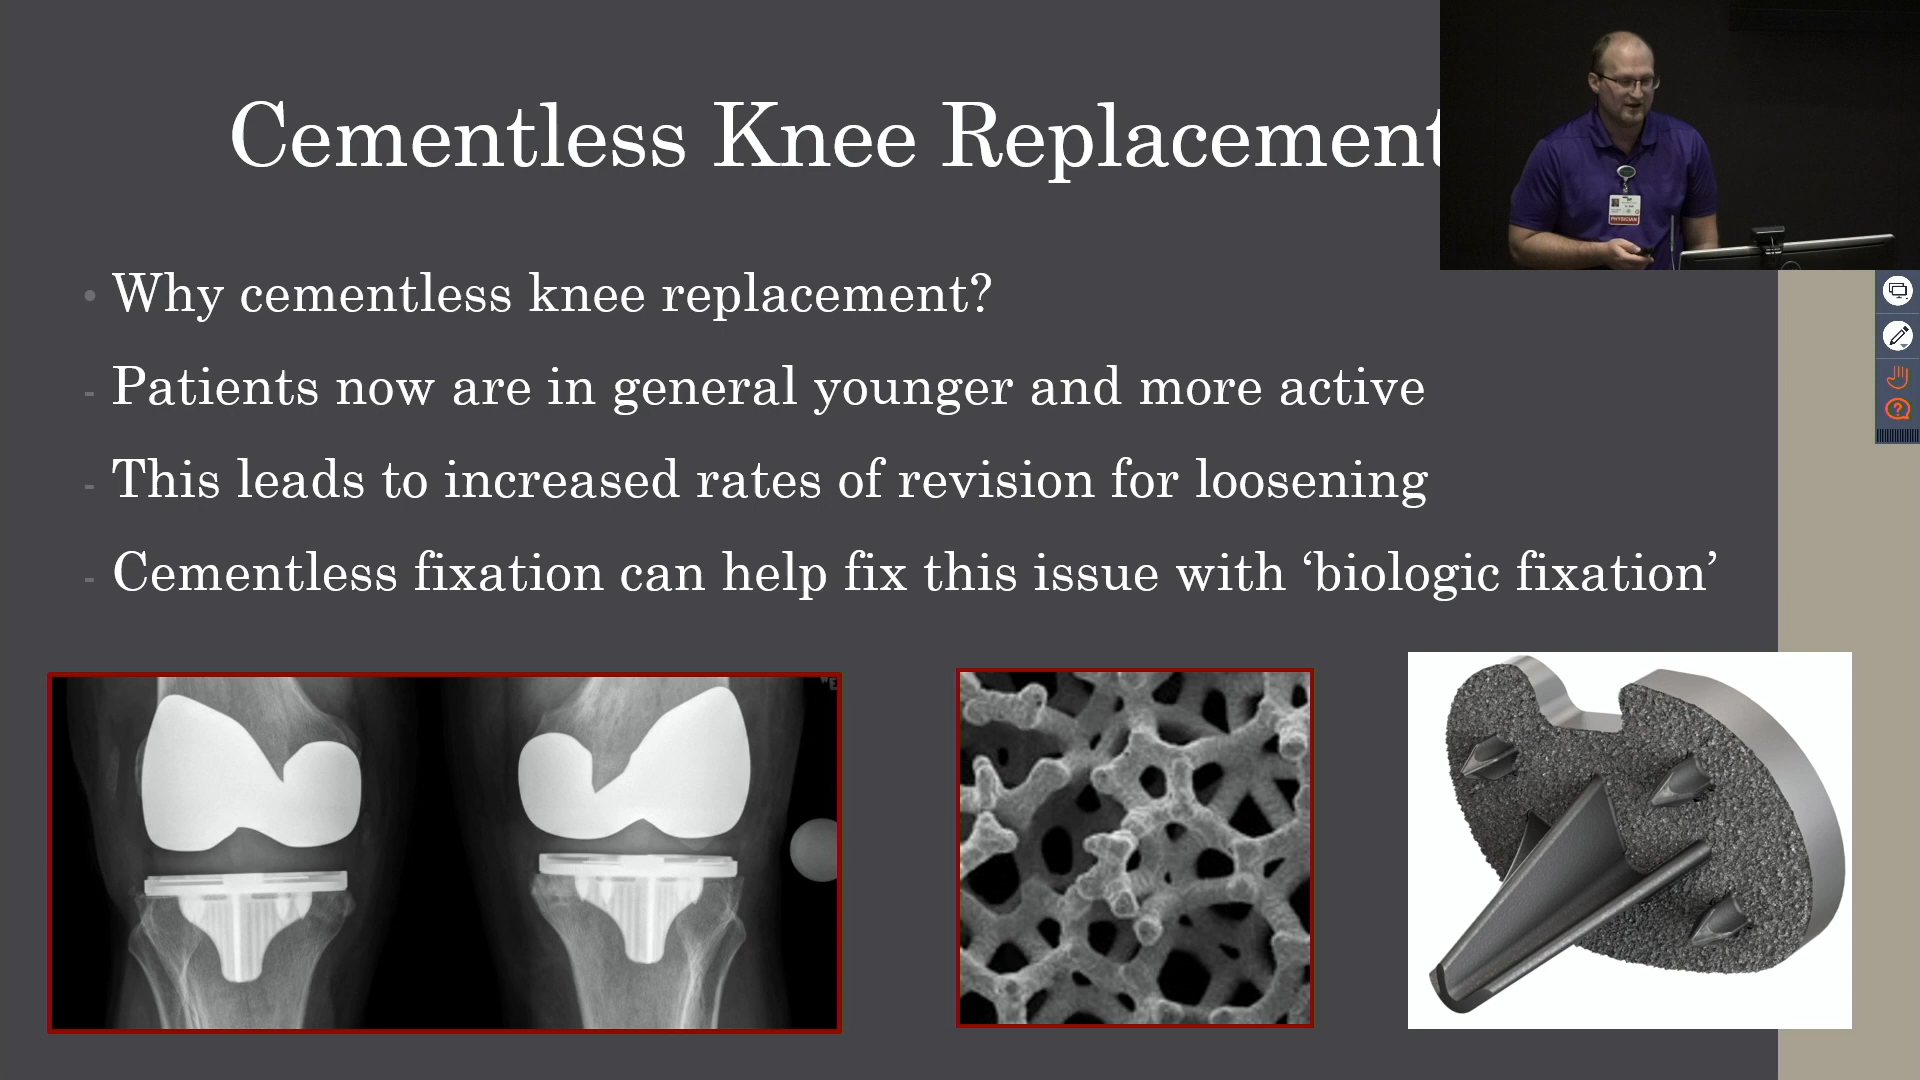 Cementless Knee Replacement
Why cementless knee replacement?
- Patients now are in general younger and more active
- This leads to increased rates of revision for loosening
- Cementless fixation can help fix this issue with ‘biologic fixation’
PHYSICIAN